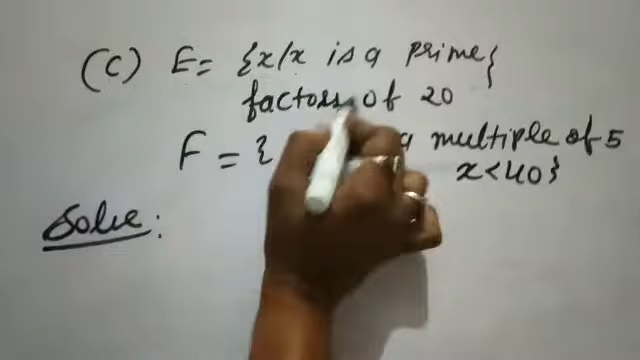 (C) E = {x/x is a prime}
factors of 20
F = { a multiple of 5
x<40}
Solve: